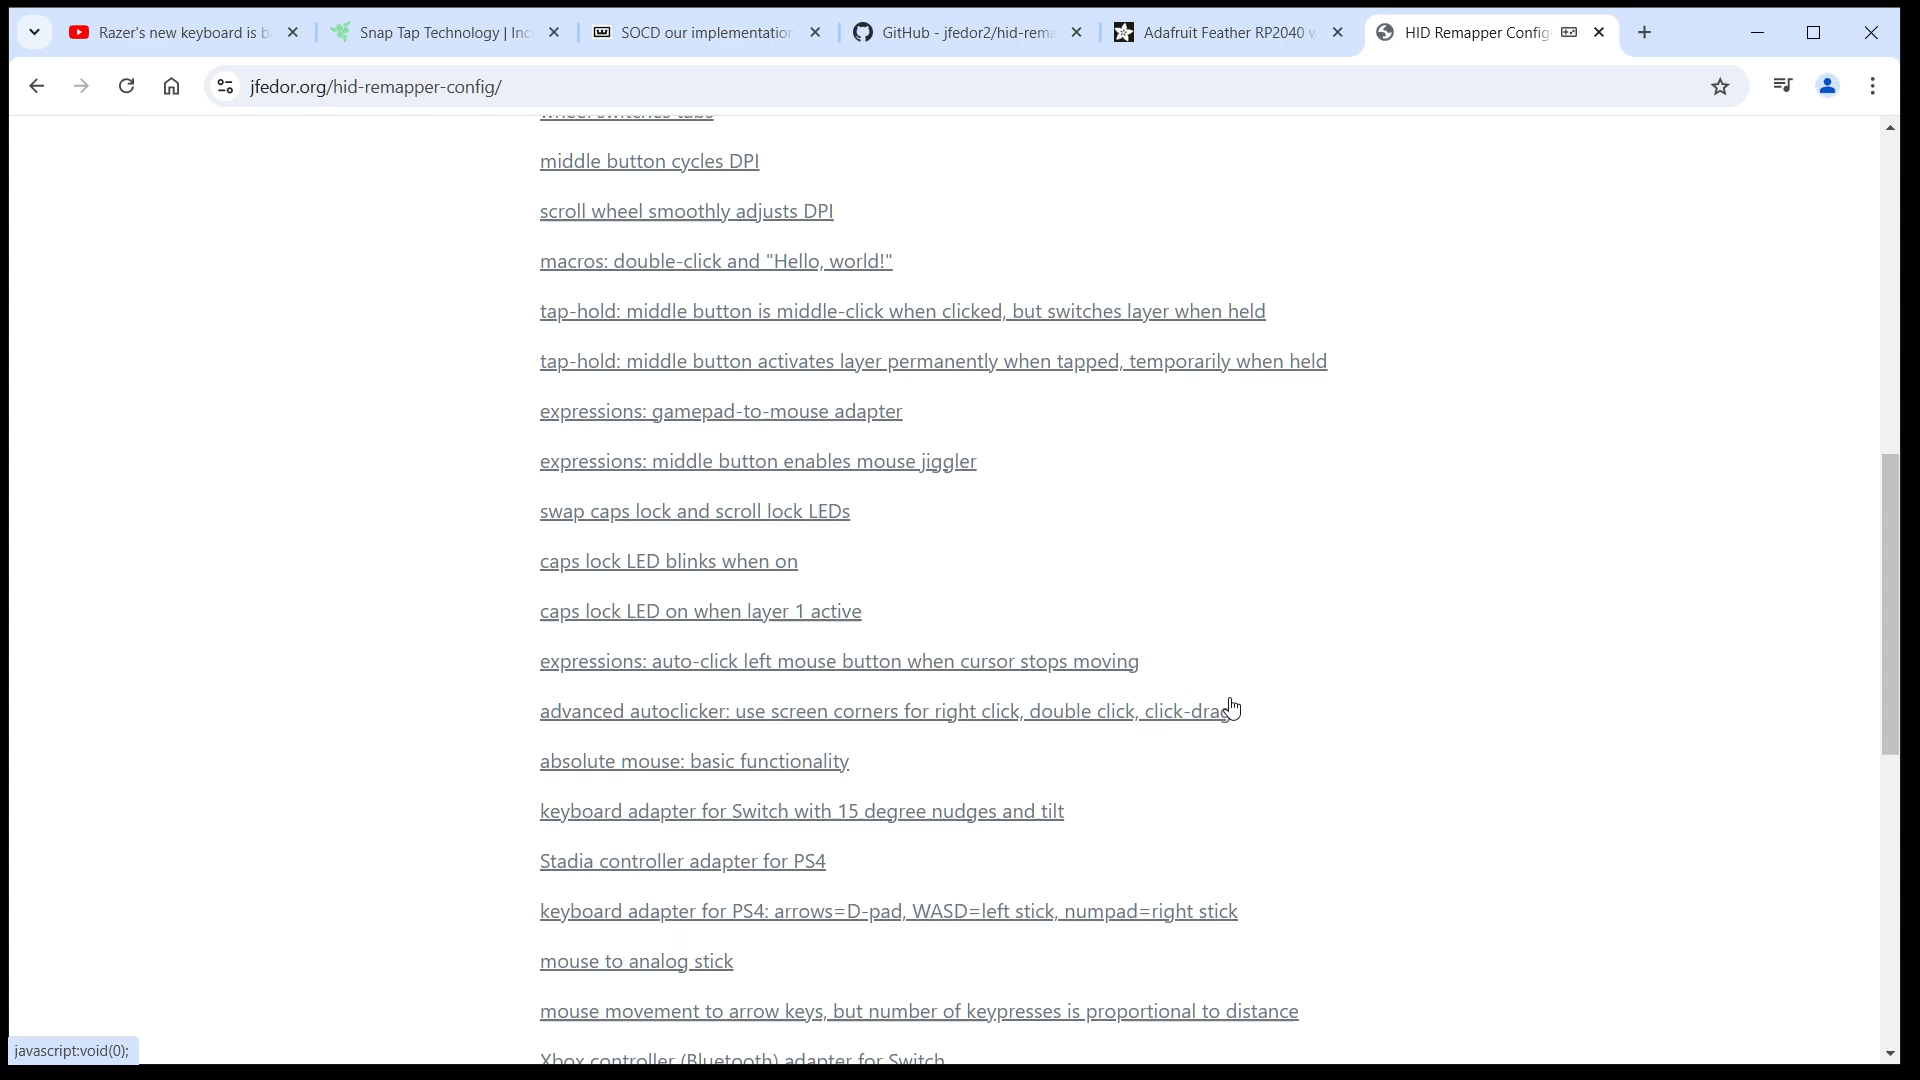 Razer's new keyboard is b
Snap Tap Technology | Inc
SOCD our implementation
GitHub - jfedor2/hid-rema
Adafruit Feather RP2040 w
HID Remapper Config
jfedor.org/hid-remapper-config/
wheel switches tabs
middle button cycles DPI
scroll wheel smoothly adjusts DPI
macros: double-click and "Hello, world!"
tap-hold: middle button is middle-click when clicked, but switches layer when held
tap-hold: middle button activates layer permanently when tapped, temporarily when held
expressions: gamepad-to-mouse adapter
expressions: middle button enables mouse jiggler
swap caps lock and scroll lock LEDs
caps lock LED blinks when on
caps lock LED on when layer 1 active
expressions: auto-click left mouse button when cursor stops moving
advanced autoclicker: use screen corners for right click, double click, click-drag
absolute mouse: basic functionality
keyboard adapter for Switch with 15 degree nudges and tilt
Stadia controller adapter for PS4
keyboard adapter for PS4: arrows=D-pad, WASD=left stick, numpad=right stick
mouse to analog stick
mouse movement to arrow keys, but number of keypresses is proportional to distance
Xbox controller (Bluetooth) adapter for Switch
javascript:void(0);